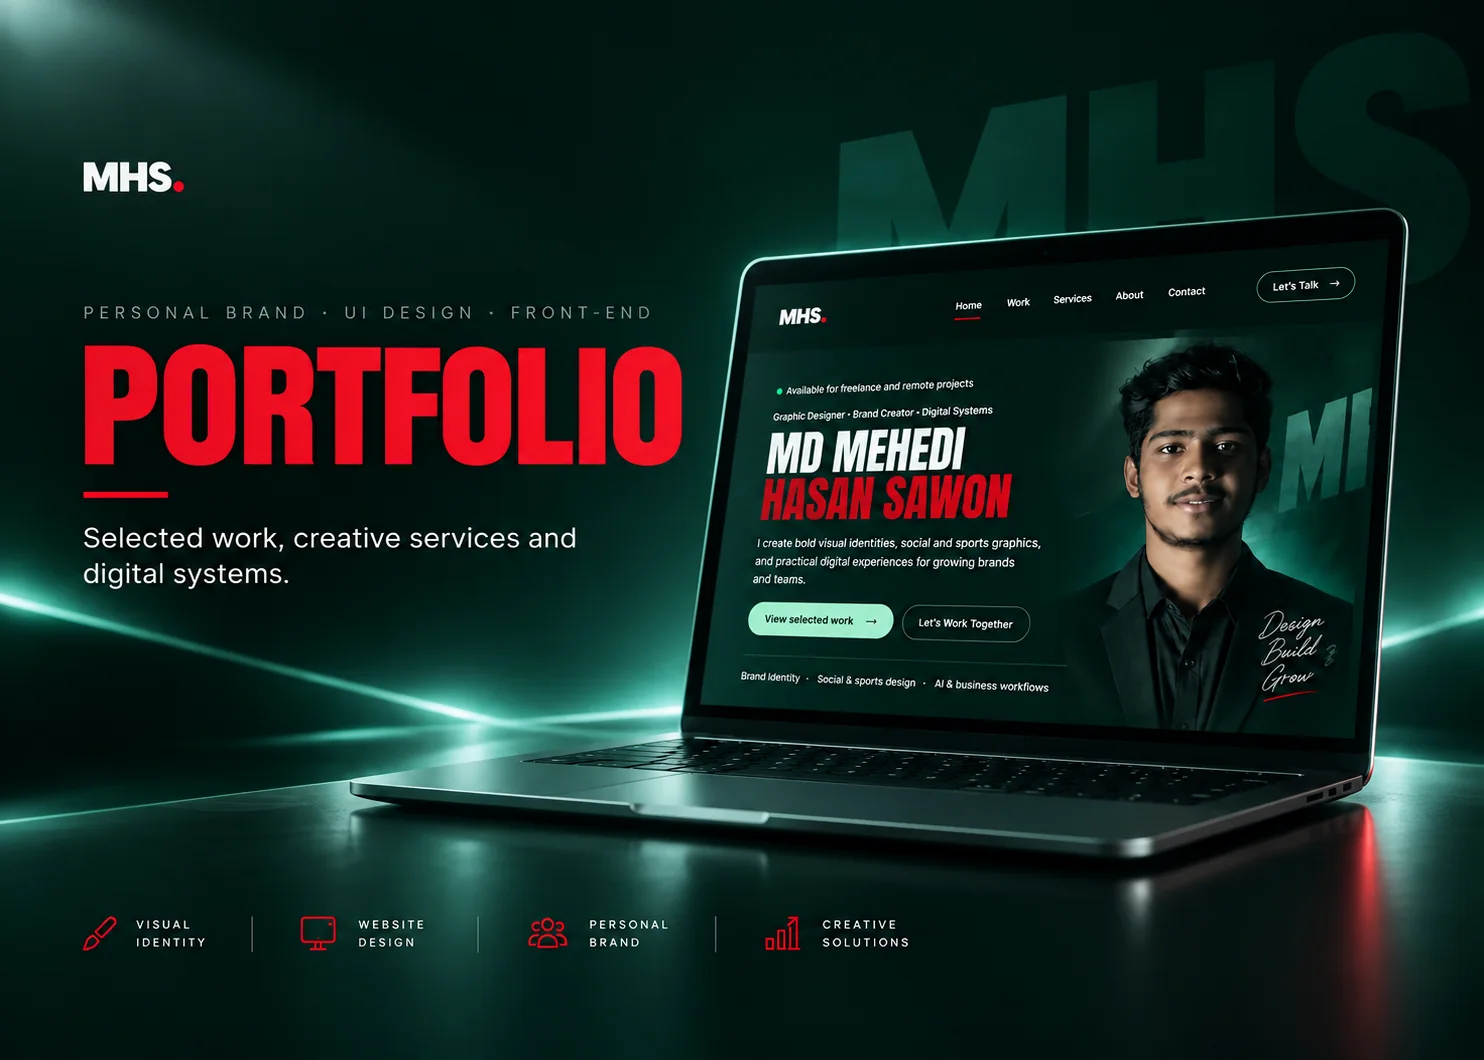 MHS
MHS.
PERSONAL BRAND · UI DESIGN · FRONT-END
PORTFOLIO
Selected work, creative services and
digital systems.
MHS.
Home
Work
Services
About
Contact
Let's Talk →
Available for freelance and remote projects
Graphic Designer • Brand Creator • Digital Systems
MD MEHEDI
HASAN SAWON
I create bold visual identities, social and sports graphics,
and practical digital experiences for growing brands
and teams.
View selected work →
Let's Work Together
Brand Identity · Social & sports design · AI & business workflows
Design
Build
Grow
VISUAL
IDENTITY
WEBSITE
DESIGN
PERSONAL
BRAND
CREATIVE
SOLUTIONS